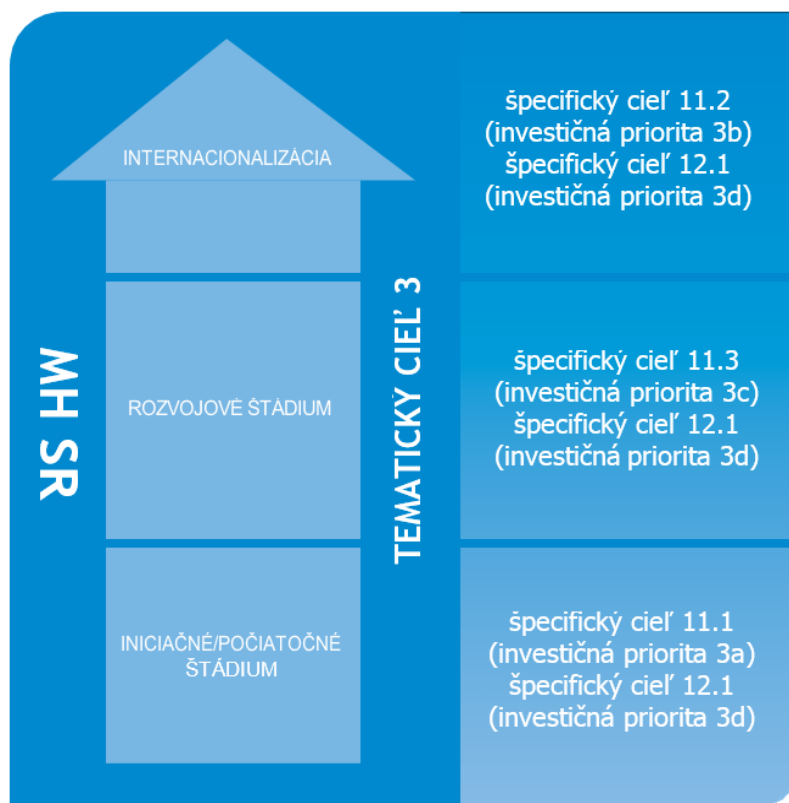 MH SR
INTERNACIONALIZÁCIA
ROZVOJOVÉ ŠTÁDIUM
INICIAČNÉ/POČIATOČNÉ
ŠTÁDIUM
TEMATICKÝ CIEĽ 3
špecifický cieľ 11.2
(investičná priorita 3b)
špecifický cieľ 12.1
(investičná priorita 3d)
špecifický cieľ 11.3
(investičná priorita 3c)
špecifický cieľ 12.1
(investičná priorita 3d)
špecifický cieľ 11.1
(investičná priorita 3a)
špecifický cieľ 12.1
(investičná priorita 3d)